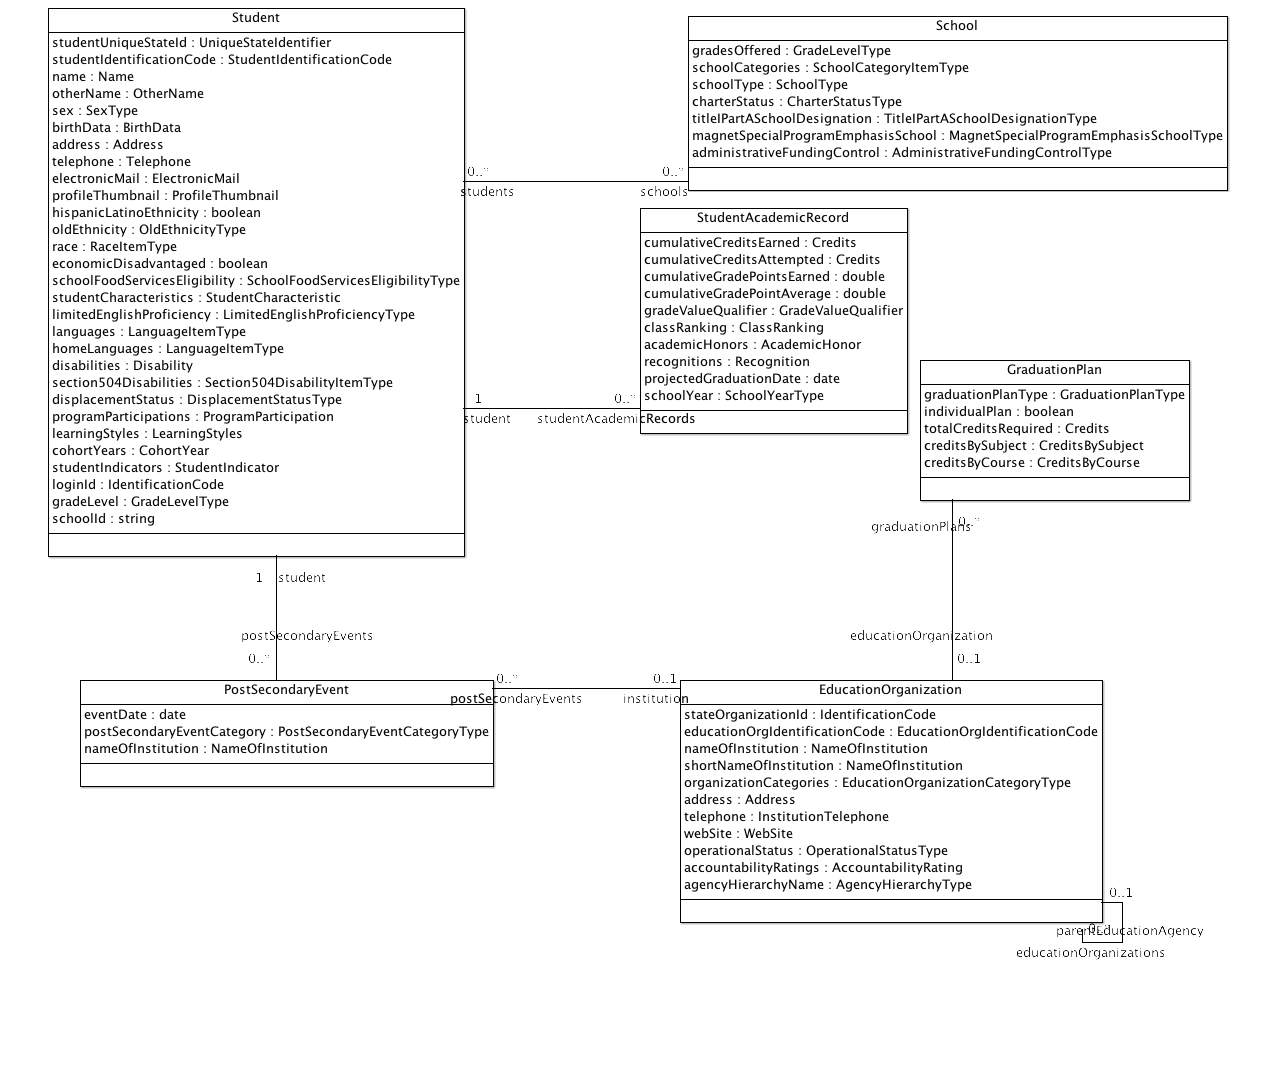 Student
studentUniqueStateId : UniqueStateIdentifier
studentIdentificationCode : StudentIdentificationCode
name : Name
otherName : OtherName
sex : SexType
birthData : BirthData
address : Address
telephone : Telephone
electronicMail : ElectronicMail
profileThumbnail : ProfileThumbnail
hispanicLatinoEthnicity : boolean
oldEthnicity : OldEthnicityType
race : RaceItemType
economicDisadvantaged : boolean
schoolFoodServicesEligibility : SchoolFoodServicesEligibilityType
studentCharacteristics : StudentCharacteristic
limitedEnglishProficiency : LimitedEnglishProficiencyType
languages : LanguageItemType
homeLanguages : LanguageItemType
disabilities : Disability
section504Disabilities : Section504DisabilityItemType
displacementStatus : DisplacementStatusType
programParticipations : ProgramParticipation
learningStyles : LearningStyles
cohortYears : CohortYear
studentIndicators : StudentIndicator
loginId : IdentificationCode
gradeLevel : GradeLevelType
schoolId : string
School
gradesOffered : GradeLevelType
schoolCategories : SchoolCategoryItemType
schoolType : SchoolType
charterStatus : CharterStatusType
titleIPartASchoolDesignation : TitleIPartASchoolDesignationType
magnetSpecialProgramEmphasisSchool : MagnetSpecialProgramEmphasisSchoolType
administrativeFundingControl : AdministrativeFundingControlType
0..*
0..*
students
schools
StudentAcademicRecord
cumulativeCreditsEarned : Credits
cumulativeCreditsAttempted : Credits
cumulativeGradePointsEarned : double
cumulativeGradePointAverage : double
gradeValueQualifier : GradeValueQualifier
classRanking : ClassRanking
academicHonors : AcademicHonor
recognitions : Recognition
projectedGraduationDate : date
schoolYear : SchoolYearType
1
0..*
student
studentAcademicRecords
GraduationPlan
graduationPlanType : GraduationPlanType
individualPlan : boolean
totalCreditsRequired : Credits
creditsBySubject : CreditsBySubject
creditsByCourse : CreditsByCourse
0..*
graduationPlans
educationOrganization
0..1
1
student
postSecondaryEvents
0..*
PostSecondaryEvent
eventDate : date
postSecondaryEventCategory : PostSecondaryEventCategoryType
nameOfInstitution : NameOfInstitution
0..*
0..1
postSecondaryEvents
institution
EducationOrganization
stateOrganizationId : IdentificationCode
educationOrgIdentificationCode : EducationOrgIdentificationCode
nameOfInstitution : NameOfInstitution
shortNameOfInstitution : NameOfInstitution
organizationCategories : EducationOrganizationCategoryType
address : Address
telephone : InstitutionTelephone
webSite : WebSite
operationalStatus : OperationalStatusType
accountabilityRatings : AccountabilityRating
agencyHierarchyName : AgencyHierarchyType
0..1
parentEducationAgency
educationOrganizations